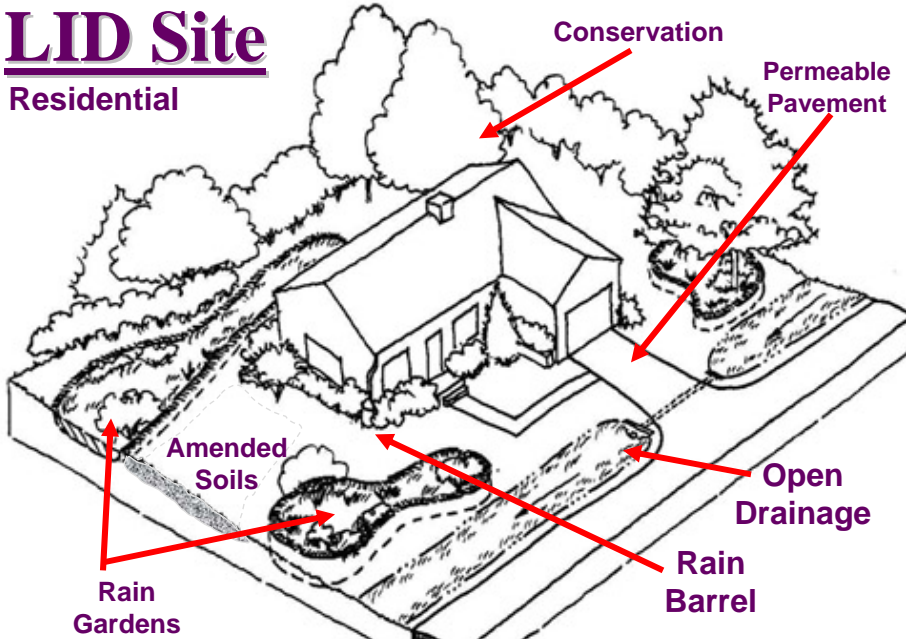 LID Site
Residential
Conservation
Permeable
Pavement
Amended
Soils
Open
Drainage
Rain
Barrel
Rain
Gardens